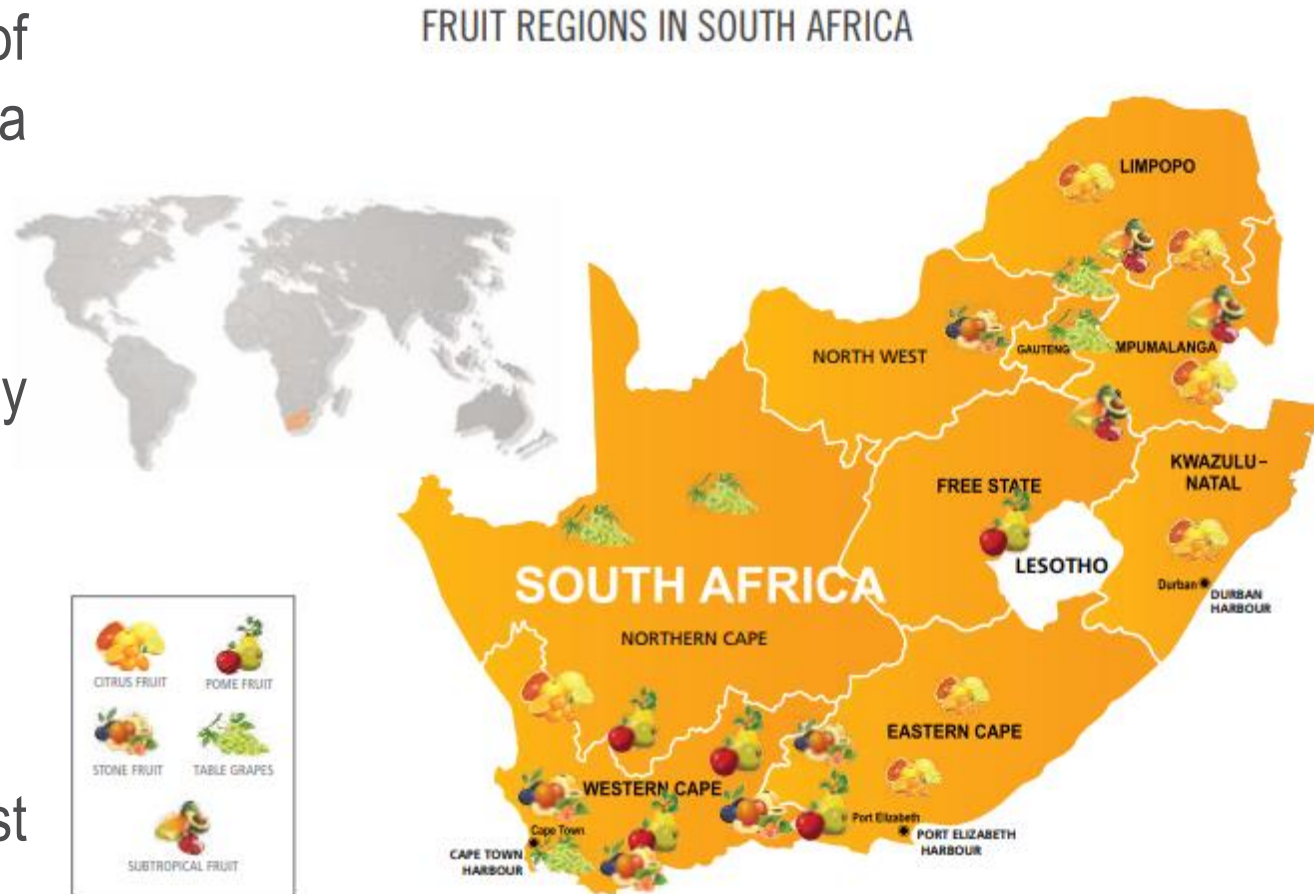 of
a
y
st
FRUIT REGIONS IN SOUTH AFRICA
LIMPOPO
NORTH WEST
GAUTENG
MPUMALANGA
KWAZULU–
NATAL
FREE STATE
LESOTHO
SOUTH AFRICA
Durban
DURBAN
HARBOUR
NORTHERN CAPE
EASTERN CAPE
WESTERN CAPE
Port Elizabeth
PORT ELIZABETH
HARBOUR
Cape Town
CAPE TOWN
HARBOUR
CITRUS FRUIT
POME FRUIT
STONE FRUIT
TABLE GRAPES
SUBTROPICAL FRUIT